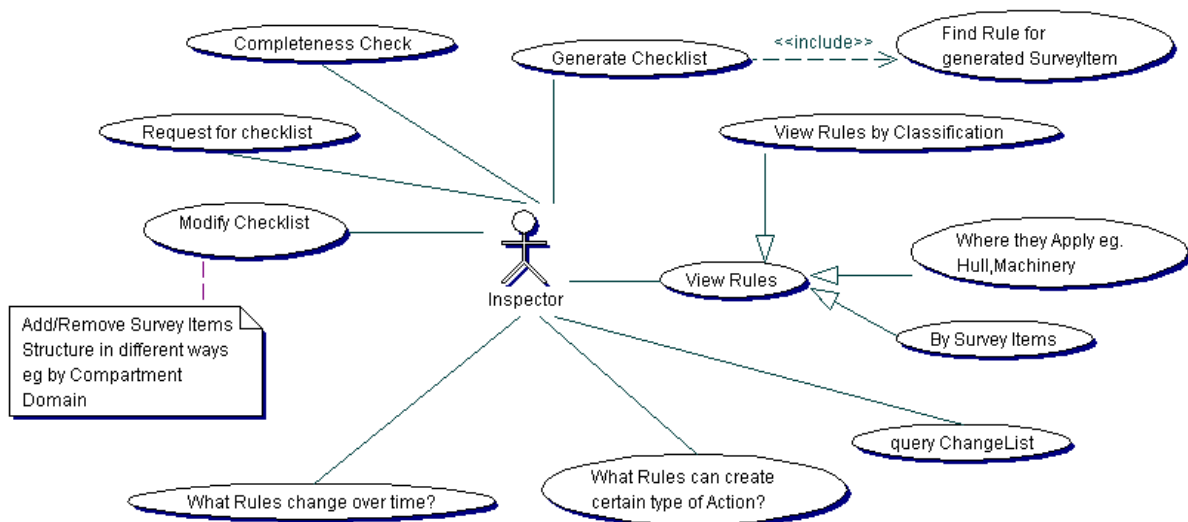 Completeness Check
Generate Checklist
<<include>>
Find Rule for
generated SurveyItem
Request for checklist
View Rules by Classification
Modify Checklist
Inspector
View Rules
Where they Apply eg.
Hull,Machinery
Add/Remove Survey Items
Structure in different ways
eg by Compartment
Domain
By Survey Items
query ChangeList
What Rules change over time?
What Rules can create
certain type of Action?